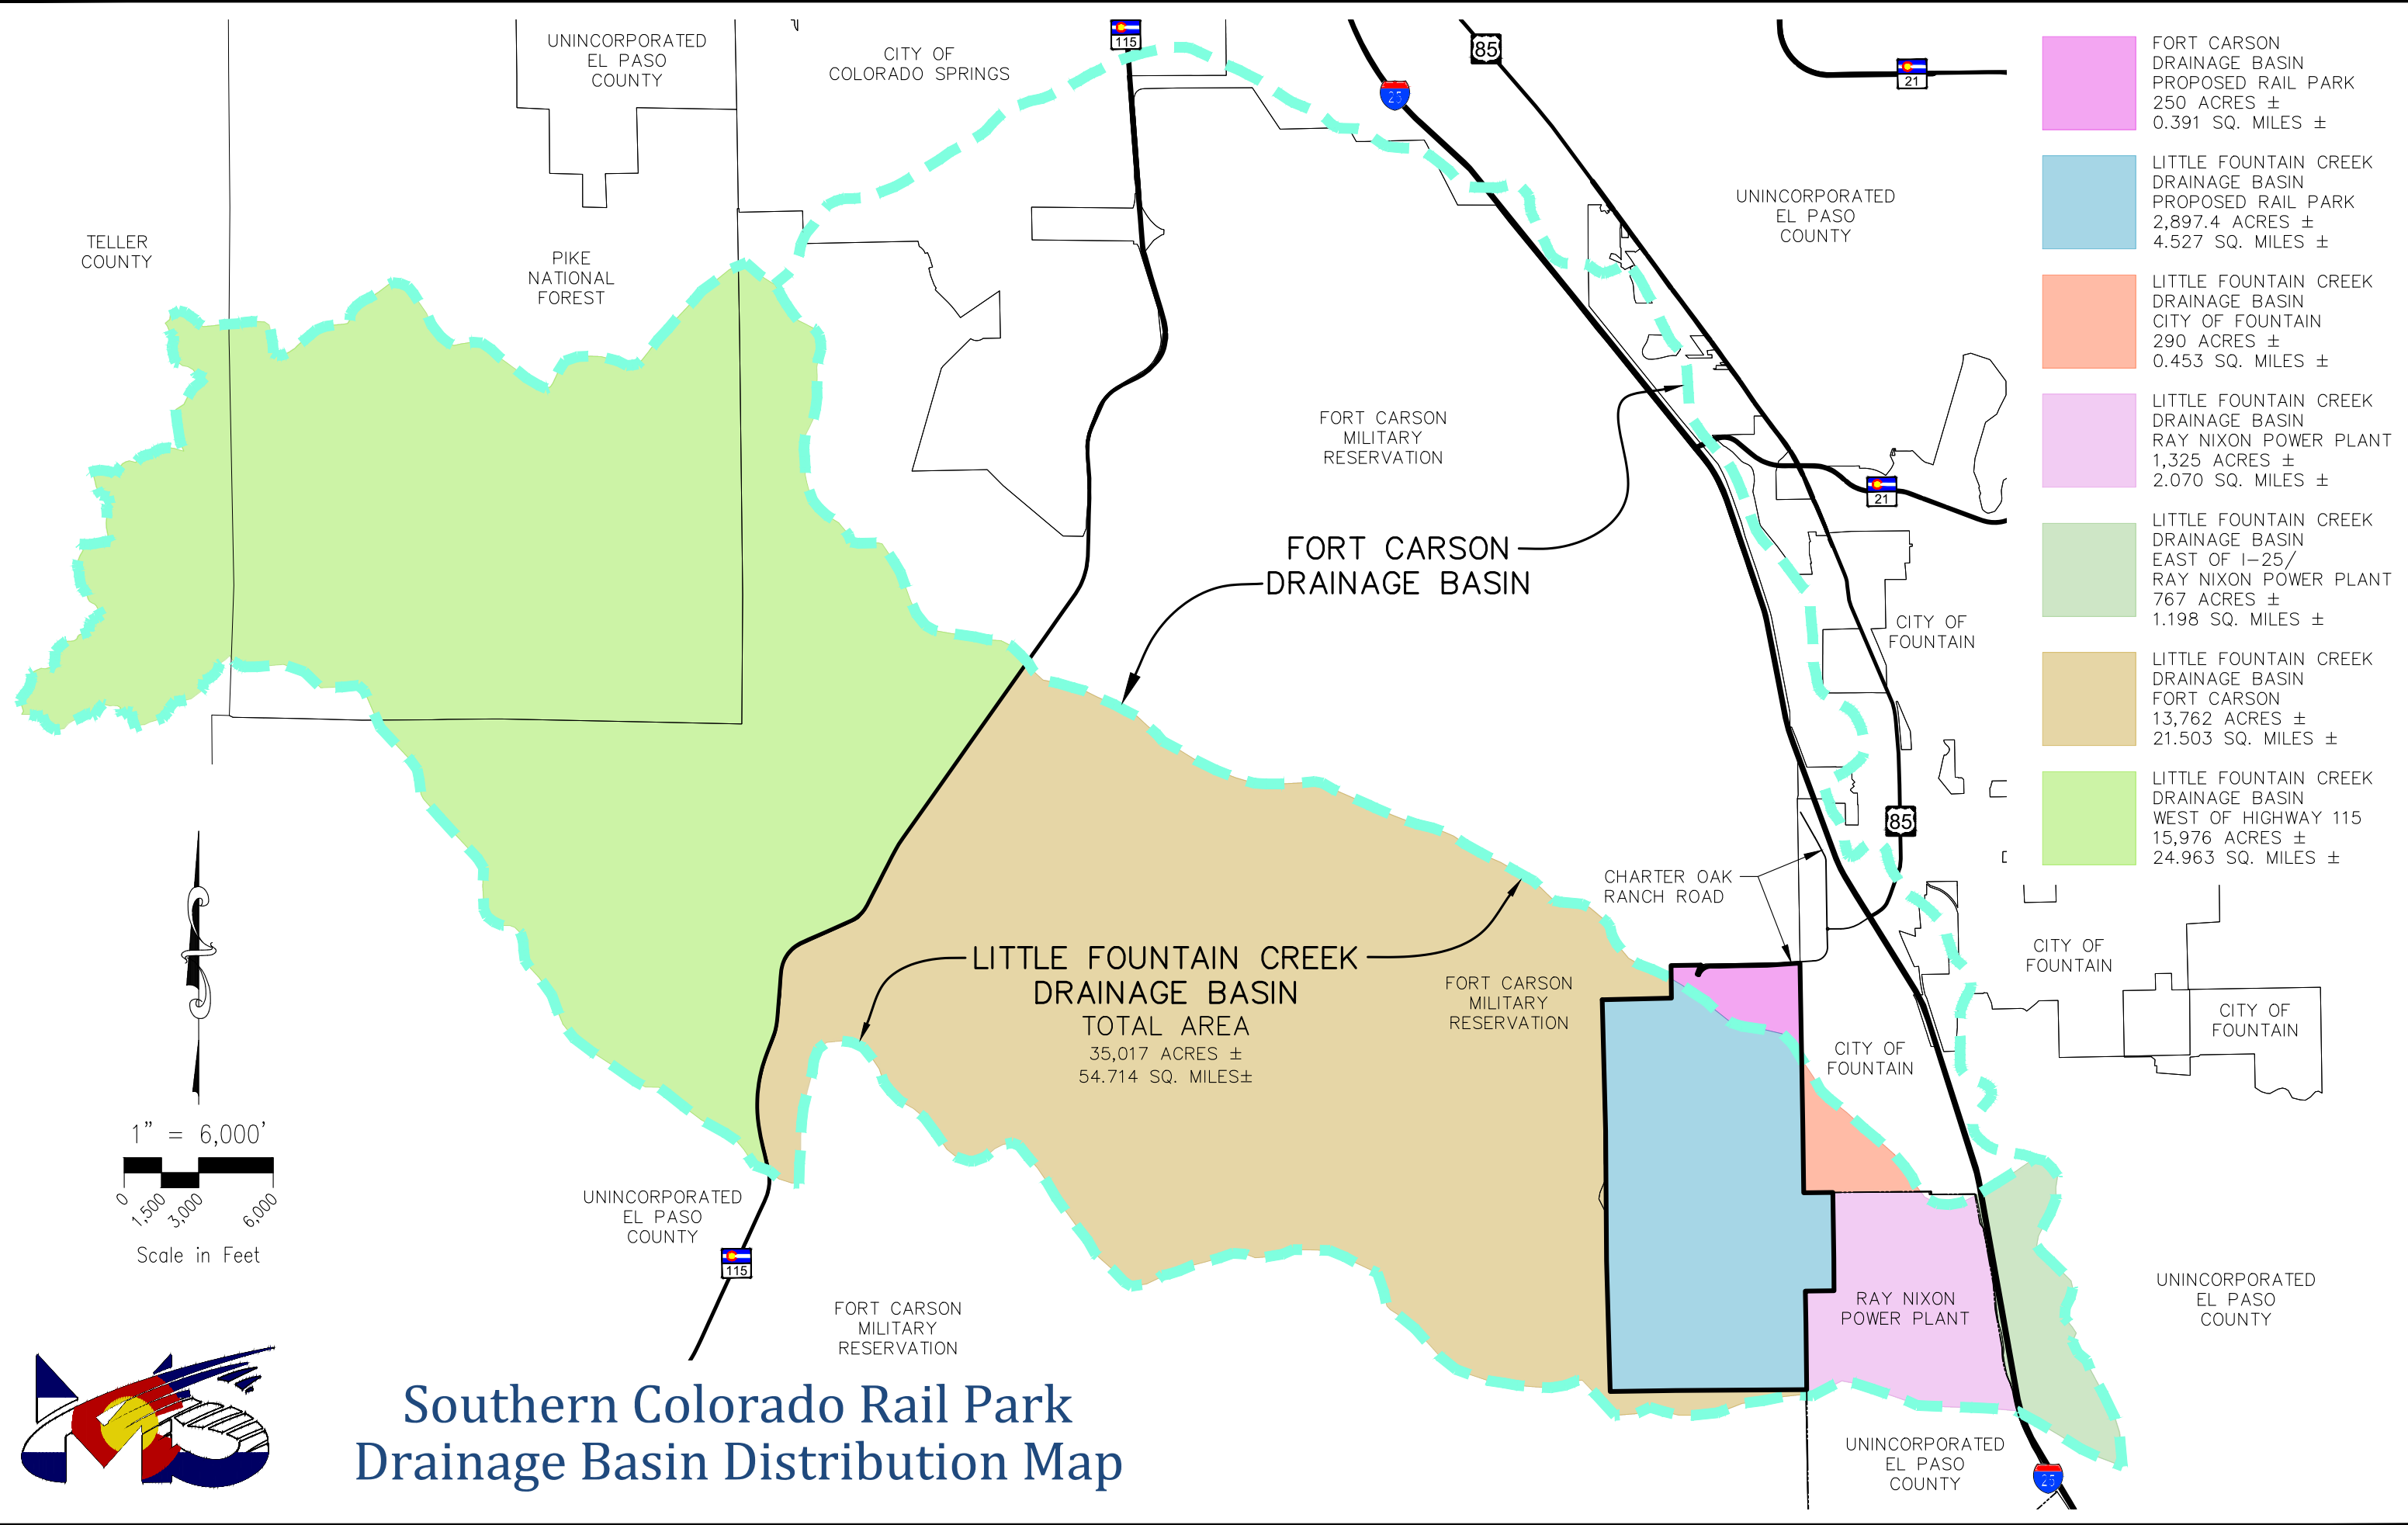 UNINCORPORATED
EL PASO
COUNTY
CITY OF
COLORADO SPRINGS
115
25
85
21
TELLER
COUNTY
PIKE
NATIONAL
FOREST
UNINCORPORATED
EL PASO
COUNTY
FORT CARSON
MILITARY
RESERVATION
21
FORT CARSON
DRAINAGE BASIN
CITY OF
FOUNTAIN
85
CHARTER OAK
RANCH ROAD
LITTLE FOUNTAIN CREEK
DRAINAGE BASIN
TOTAL AREA
35,017 ACRES ±
54.714 SQ. MILES±
FORT CARSON
MILITARY
RESERVATION
CITY OF
FOUNTAIN
CITY OF
FOUNTAIN
CITY OF
FOUNTAIN
UNINCORPORATED
EL PASO
COUNTY
115
FORT CARSON
MILITARY
RESERVATION
RAY NIXON
POWER PLANT
UNINCORPORATED
EL PASO
COUNTY
UNINCORPORATED
EL PASO
COUNTY
25
FORT CARSON
DRAINAGE BASIN
PROPOSED RAIL PARK
250 ACRES ±
0.391 SQ. MILES ±
LITTLE FOUNTAIN CREEK
DRAINAGE BASIN
PROPOSED RAIL PARK
2,897.4 ACRES ±
4.527 SQ. MILES ±
LITTLE FOUNTAIN CREEK
DRAINAGE BASIN
CITY OF FOUNTAIN
290 ACRES ±
0.453 SQ. MILES ±
LITTLE FOUNTAIN CREEK
DRAINAGE BASIN
RAY NIXON POWER PLANT
1,325 ACRES ±
2.070 SQ. MILES ±
LITTLE FOUNTAIN CREEK
DRAINAGE BASIN
EAST OF I-25/
RAY NIXON POWER PLANT
767 ACRES ±
1.198 SQ. MILES ±
LITTLE FOUNTAIN CREEK
DRAINAGE BASIN
FORT CARSON
13,762 ACRES ±
21.503 SQ. MILES ±
LITTLE FOUNTAIN CREEK
DRAINAGE BASIN
WEST OF HIGHWAY 115
15,976 ACRES ±
24.963 SQ. MILES ±
1" = 6,000'
0 1,500 3,000 6,000
Scale in Feet
MS
Southern Colorado Rail Park
Drainage Basin Distribution Map